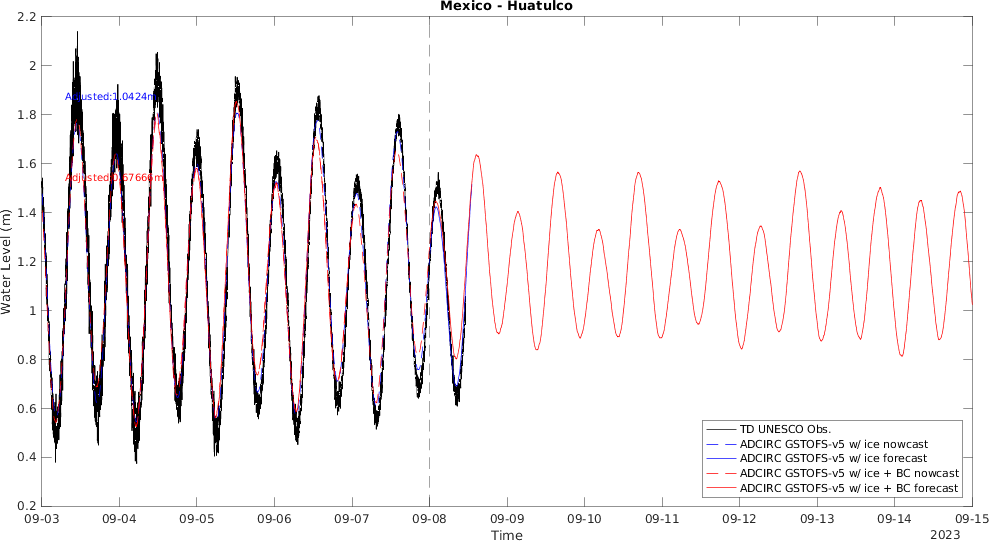 Mexico - Huatulco
2.2
2
1.8
1.6
1.4
1.2
1
0.8
0.6
0.4
0.2
Water Level (m)
Adjusted:1.0424m
Adjusted:0.67666m
TD UNESCO Obs.
ADCIRC GSTOFS-v5 w/ ice nowcast
ADCIRC GSTOFS-v5 w/ ice forecast
ADCIRC GSTOFS-v5 w/ ice + BC nowcast
ADCIRC GSTOFS-v5 w/ ice + BC forecast
09-03 09-04 09-05 09-06 09-07 09-08 09-09 09-10 09-11 09-12 09-13 09-14 09-15
Time
2023